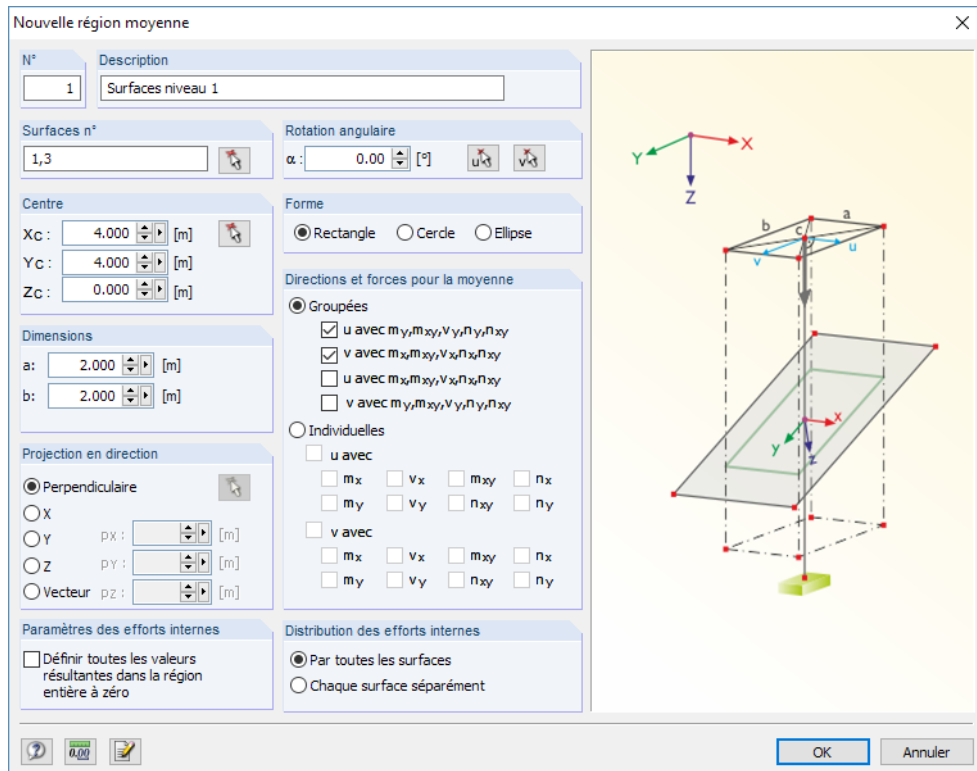 Nouvelle région moyenne
N° Description
1 Surfaces niveau 1
Surfaces n° Rotation angulaire
1,3 α : 0.00 [°] u v
Centre Forme
XC : 4.000 [m] Rectangle Cercle Ellipse
YC : 4.000 [m]
ZC : 0.000 [m]
Directions et forces pour la moyenne
Groupées
u avec my,mxy,vy,ny,nxy
v avec mx,mxy,vx,nx,nxy
u avec mx,mxy,vx,nx,nxy
v avec my,mxy,vy,ny,nxy
Dimensions
a: 2.000 [m]
b: 2.000 [m]
Individuelles
u avec
mx vx mxy nx
my vy nxy ny
v avec
mx vx mxy nx
my vy nxy ny
Projection en direction
Perpendiculaire
X
Y pX : [m]
Z pY : [m]
Vecteur pZ : [m]
Paramètres des efforts internes
Définir toutes les valeurs
résultantes dans la région
entière à zéro
Distribution des efforts internes
Par toutes les surfaces
Chaque surface séparément
X
Y
Z
a
b
c
u
v
x
y
z
0.00
OK Annuler